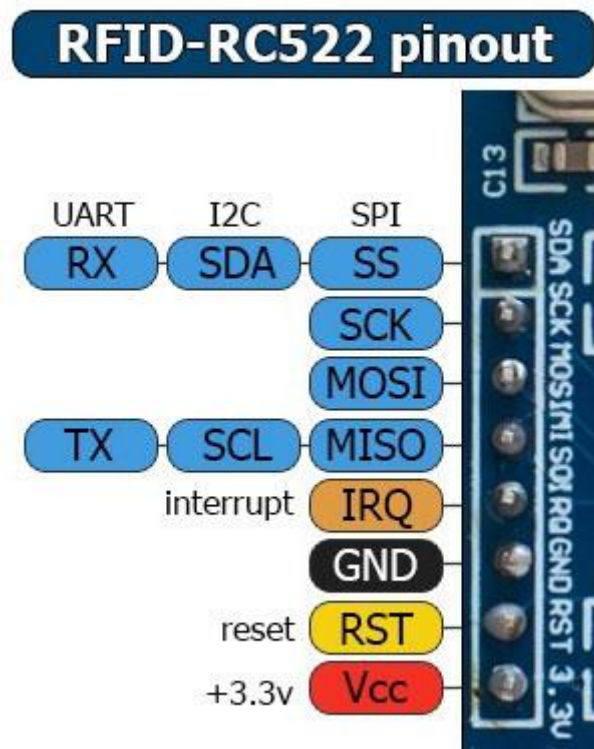 RFID-RC522 pinout
C13
UART I2C SPI
RX SDA SS
SCK
MOSI
TX SCL MISO
interrupt IRQ
GND
reset RST
+3.3v Vcc
SDA SCK MOSI MISO IRQ GND RST 3.3V